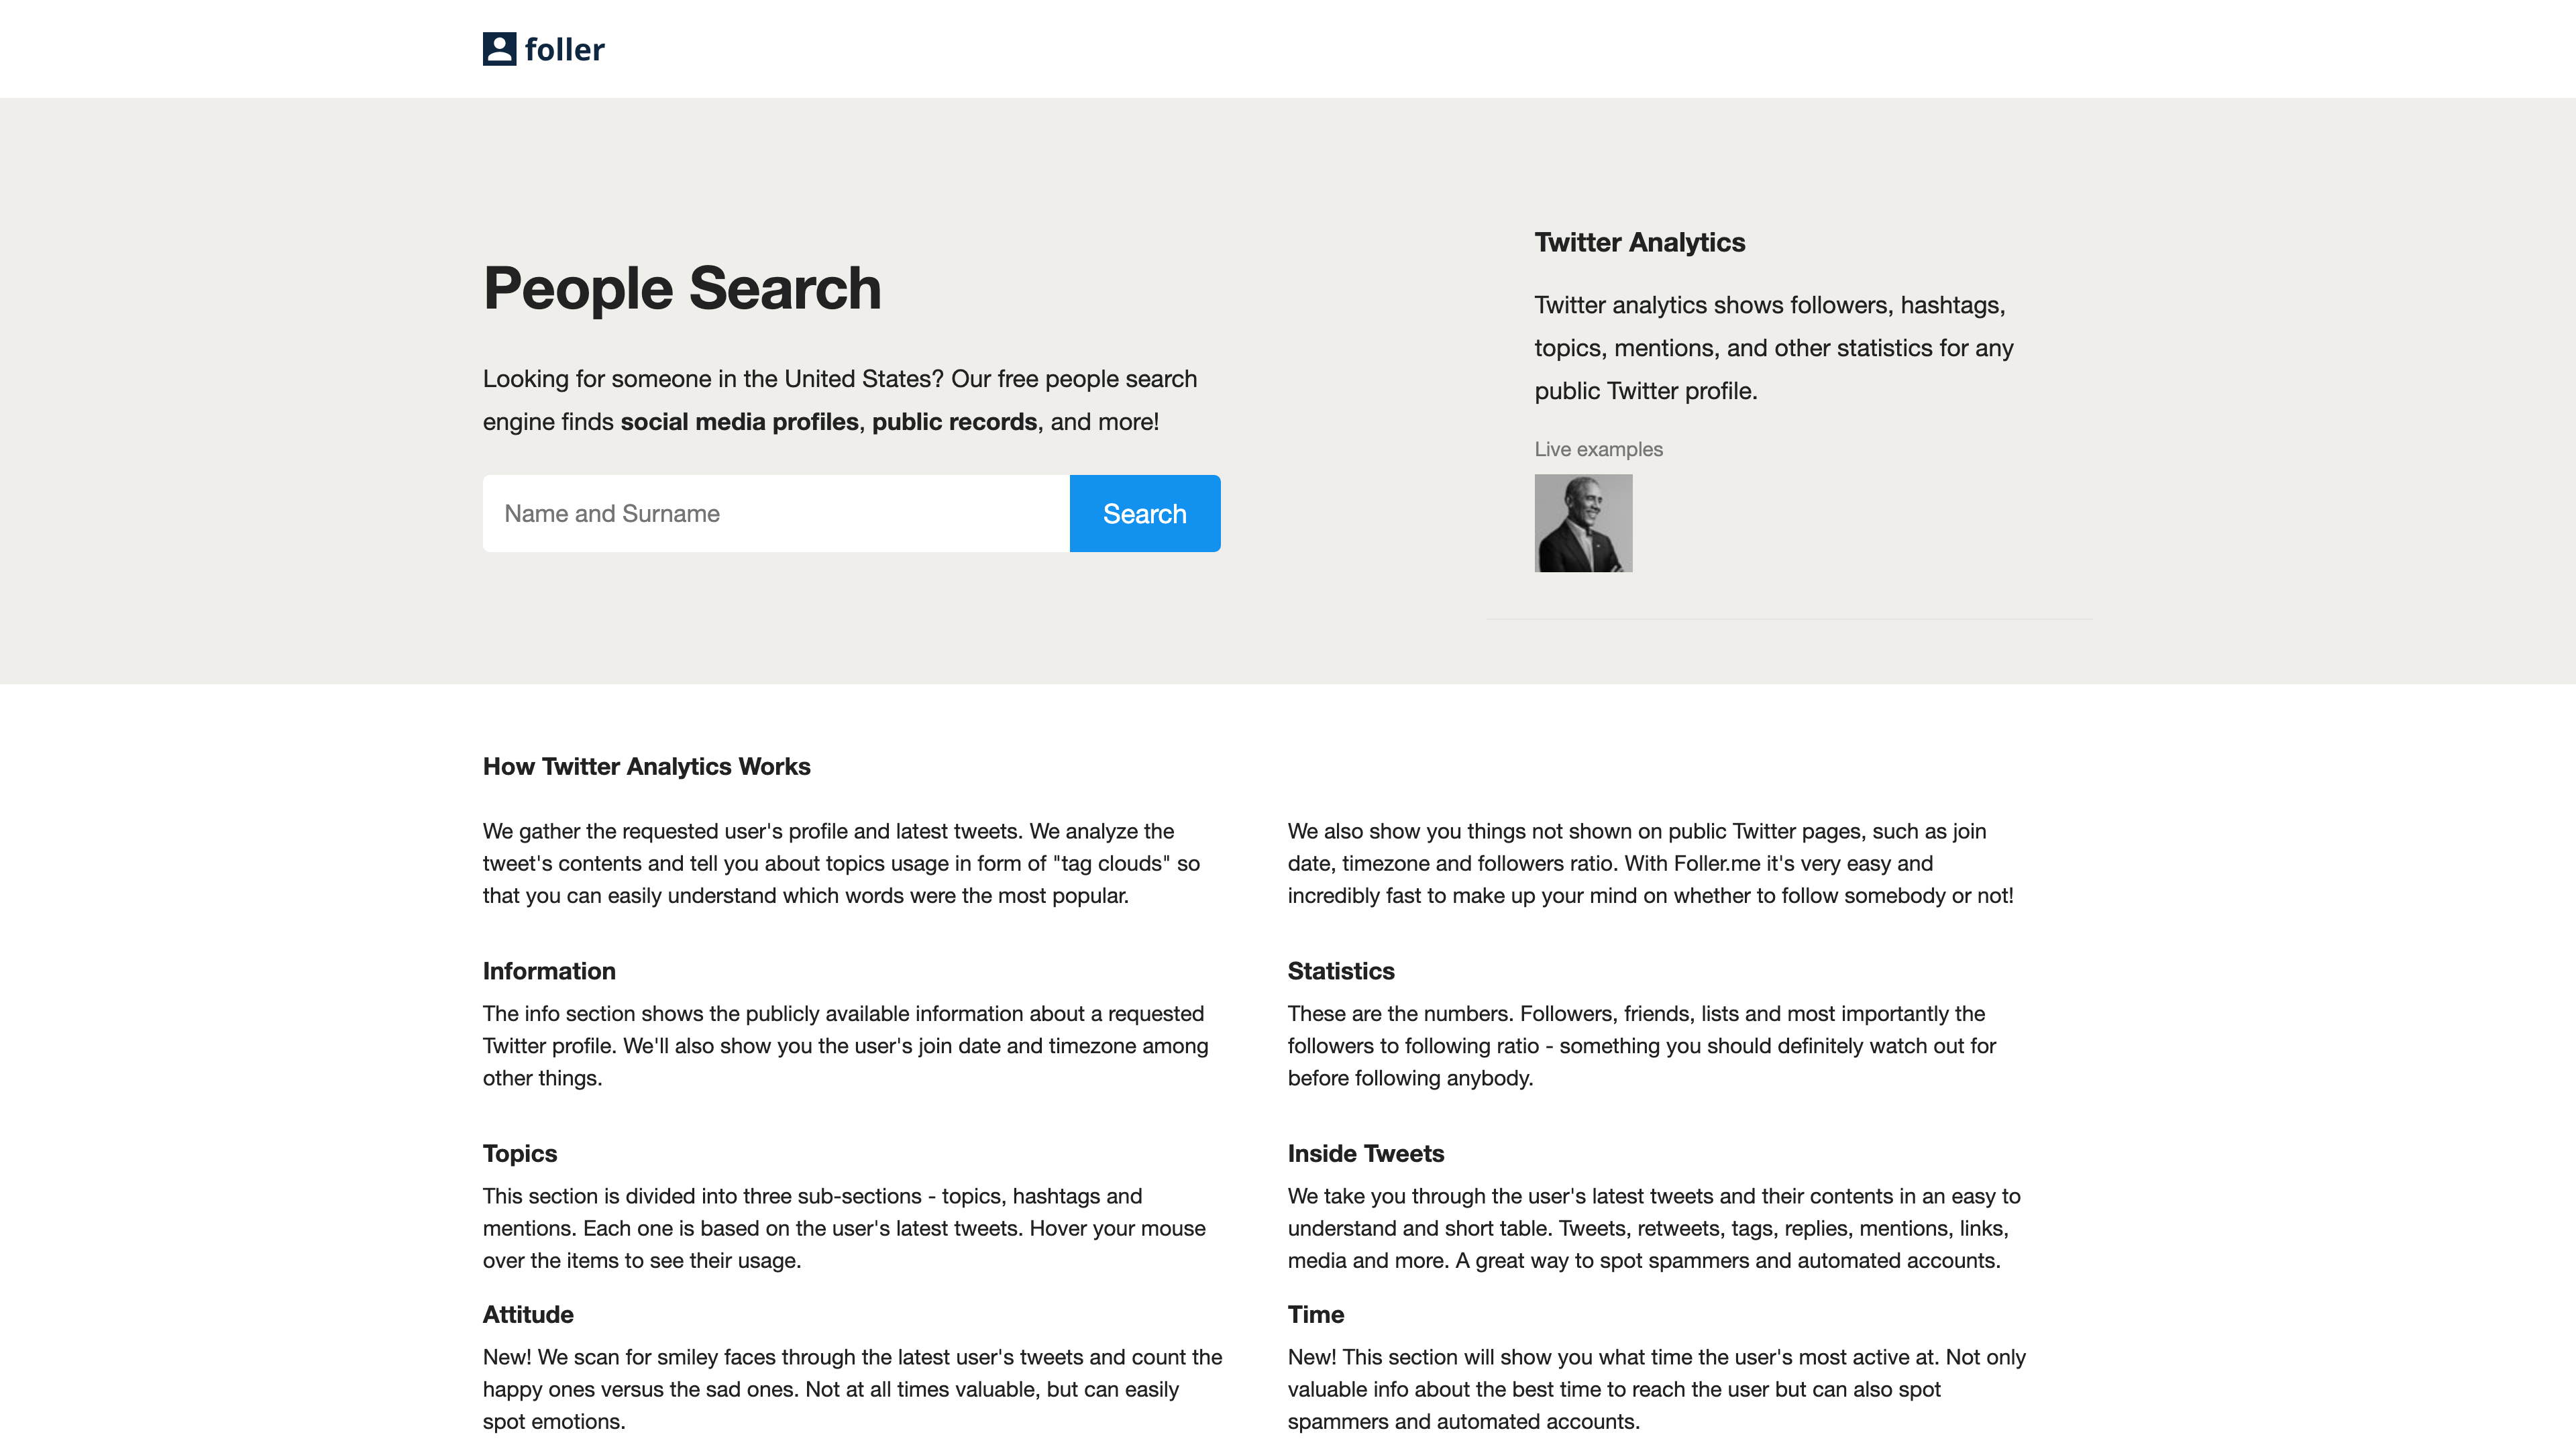 foller
People Search
Looking for someone in the United States? Our free people search
engine finds social media profiles, public records, and more!
Name and Surname
Search
Twitter Analytics
Twitter analytics shows followers, hashtags,
topics, mentions, and other statistics for any
public Twitter profile.
Live examples
How Twitter Analytics Works
We gather the requested user's profile and latest tweets. We analyze the
tweet's contents and tell you about topics usage in form of "tag clouds" so
that you can easily understand which words were the most popular.
We also show you things not shown on public Twitter pages, such as join
date, timezone and followers ratio. With Foller.me it's very easy and
incredibly fast to make up your mind on whether to follow somebody or not!
Information
The info section shows the publicly available information about a requested
Twitter profile. We'll also show you the user's join date and timezone among
other things.
Statistics
These are the numbers. Followers, friends, lists and most importantly the
followers to following ratio - something you should definitely watch out for
before following anybody.
Topics
This section is divided into three sub-sections - topics, hashtags and
mentions. Each one is based on the user's latest tweets. Hover your mouse
over the items to see their usage.
Inside Tweets
We take you through the user's latest tweets and their contents in an easy to
understand and short table. Tweets, retweets, tags, replies, mentions, links,
media and more. A great way to spot spammers and automated accounts.
Attitude
New! We scan for smiley faces through the latest user's tweets and count the
happy ones versus the sad ones. Not at all times valuable, but can easily
spot emotions.
Time
New! This section will show you what time the user's most active at. Not only
valuable info about the best time to reach the user but can also spot
spammers and automated accounts.